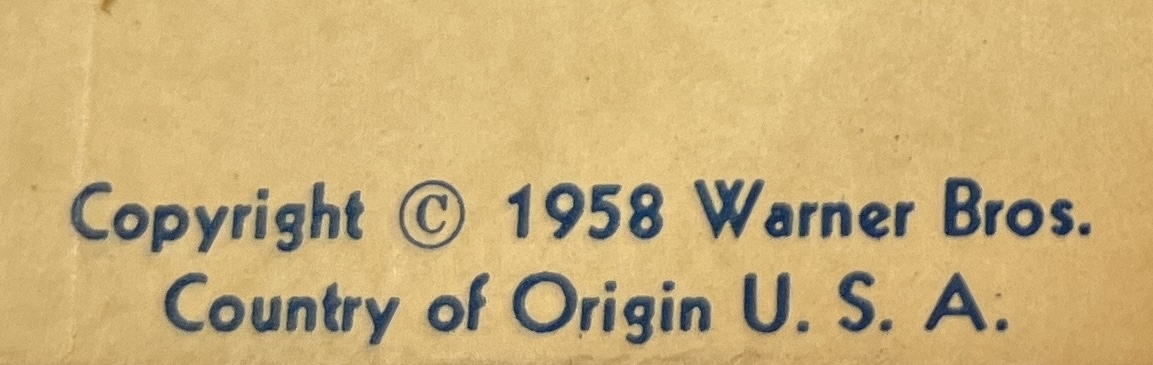 Copyright © 1958 Warner Bros.
Country of Origin U. S. A.